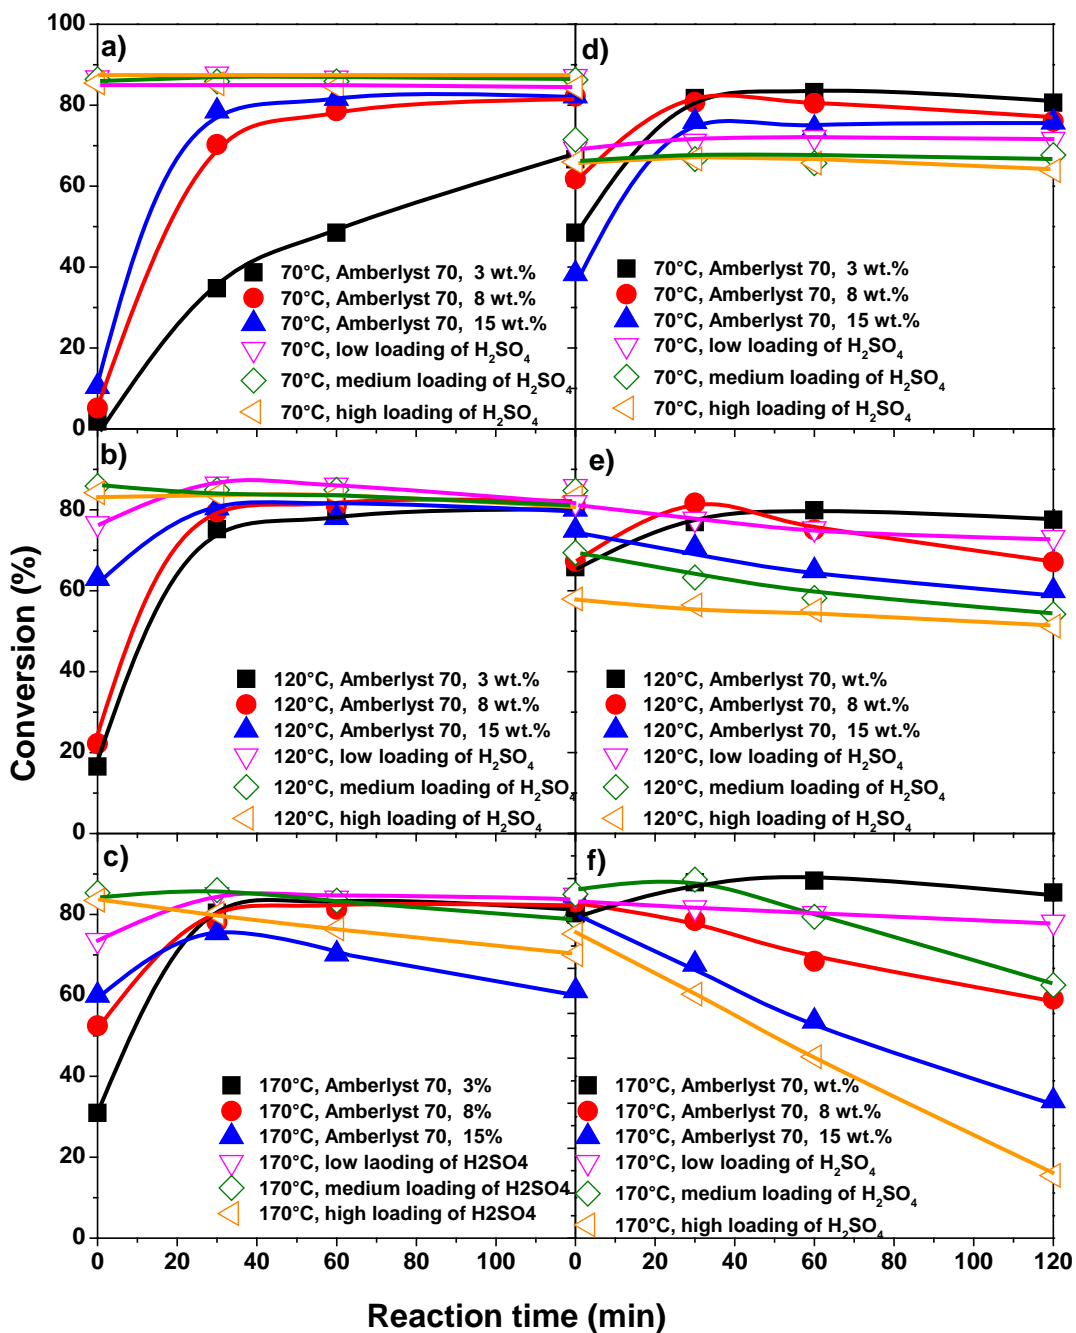 100
80
60
40
20
0
a)
70°C, Amberlyst 70, 3 wt.%
70°C, Amberlyst 70, 8 wt.%
70°C, Amberlyst 70, 15 wt.%
70°C, low loading of H2SO4
70°C, medium loading of H2SO4
70°C, high loading of H2SO4
d)
70°C, Amberlyst 70, 3 wt.%
70°C, Amberlyst 70, 8 wt.%
70°C, Amberlyst 70, 15 wt.%
70°C, low loading of H2SO4
70°C, medium loading of H2SO4
70°C, high loading of H2SO4
Conversion (%)
80
60
40
20
0
b)
120°C, Amberlyst 70, 3 wt.%
120°C, Amberlyst 70, 8 wt.%
120°C, Amberlyst 70, 15 wt.%
120°C, low loading of H2SO4
120°C, medium loading of H2SO4
120°C, high loading of H2SO4
e)
120°C, Amberlyst 70, wt.%
120°C, Amberlyst 70, 8 wt.%
120°C, Amberlyst 70, 15 wt.%
120°C, low loading of H2SO4
120°C, medium loading of H2SO4
120°C, high loading of H2SO4
80
60
40
20
0
c)
170°C, Amberlyst 70, 3%
170°C, Amberlyst 70, 8%
170°C, Amberlyst 70, 15%
170°C, low laoding of H2SO4
170°C, medium loading of H2SO4
170°C, high loading of H2SO4
f)
170°C, Amberlyst 70, wt.%
170°C, Amberlyst 70, 8 wt.%
170°C, Amberlyst 70, 15 wt.%
170°C, low loading of H2SO4
170°C, medium loading of H2SO4
170°C, high loading of H2SO4
0 20 40 60 80 100 0 20 40 60 80 100 120
Reaction time (min)